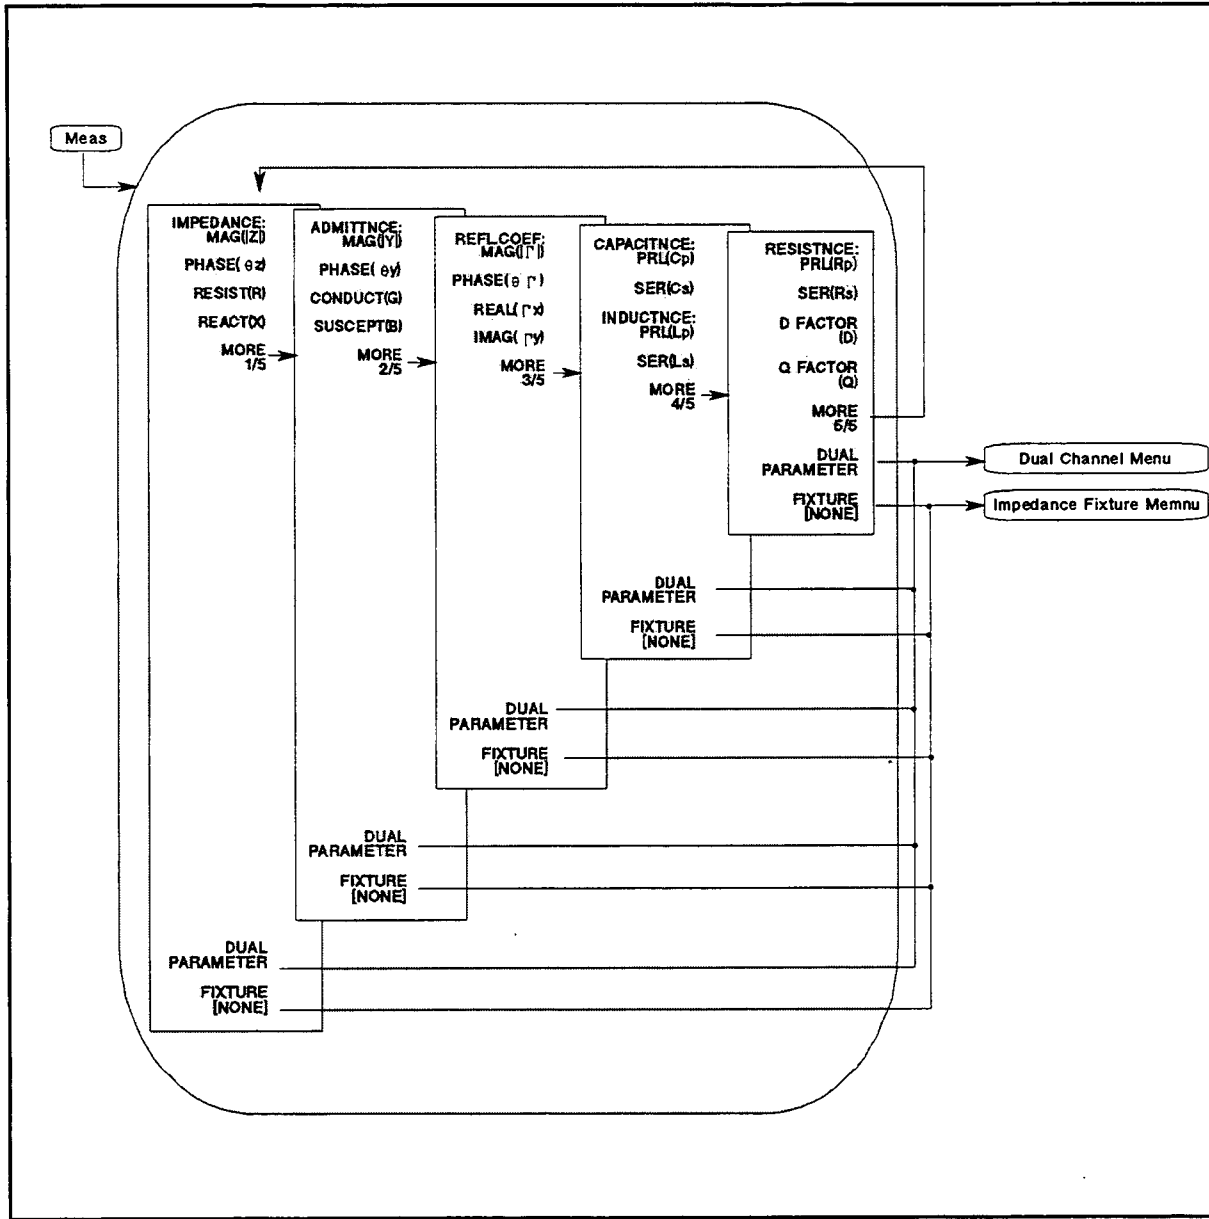 Meas
IMPEDANCE:
MAG(|Z|)
PHASE( θz)
RESIST(R)
REACT(X)
MORE
1/5
DUAL
PARAMETER
FIXTURE
[NONE]
ADMITTNCE:
MAG(|Y|)
PHASE( θy)
CONDUCT(G)
SUSCEPT(B)
MORE
2/5
DUAL
PARAMETER
FIXTURE
[NONE]
REFL.COEF:
MAG(|Γ|)
PHASE(θ Γ)
REAL(Γx)
IMAG( Γy)
MORE
3/5
DUAL
PARAMETER
FIXTURE
[NONE]
CAPACITNCE:
PRL(Cp)
SER(Cs)
INDUCTNCE:
PRL(Lp)
SER(Ls)
MORE
4/5
DUAL
PARAMETER
FIXTURE
[NONE]
RESISTNCE:
PRL(Rp)
SER(Rs)
D FACTOR
(D)
Q FACTOR
(Q)
MORE
5/5
DUAL
PARAMETER
FIXTURE
[NONE]
Dual Channel Menu
Impedance Fixture Memnu